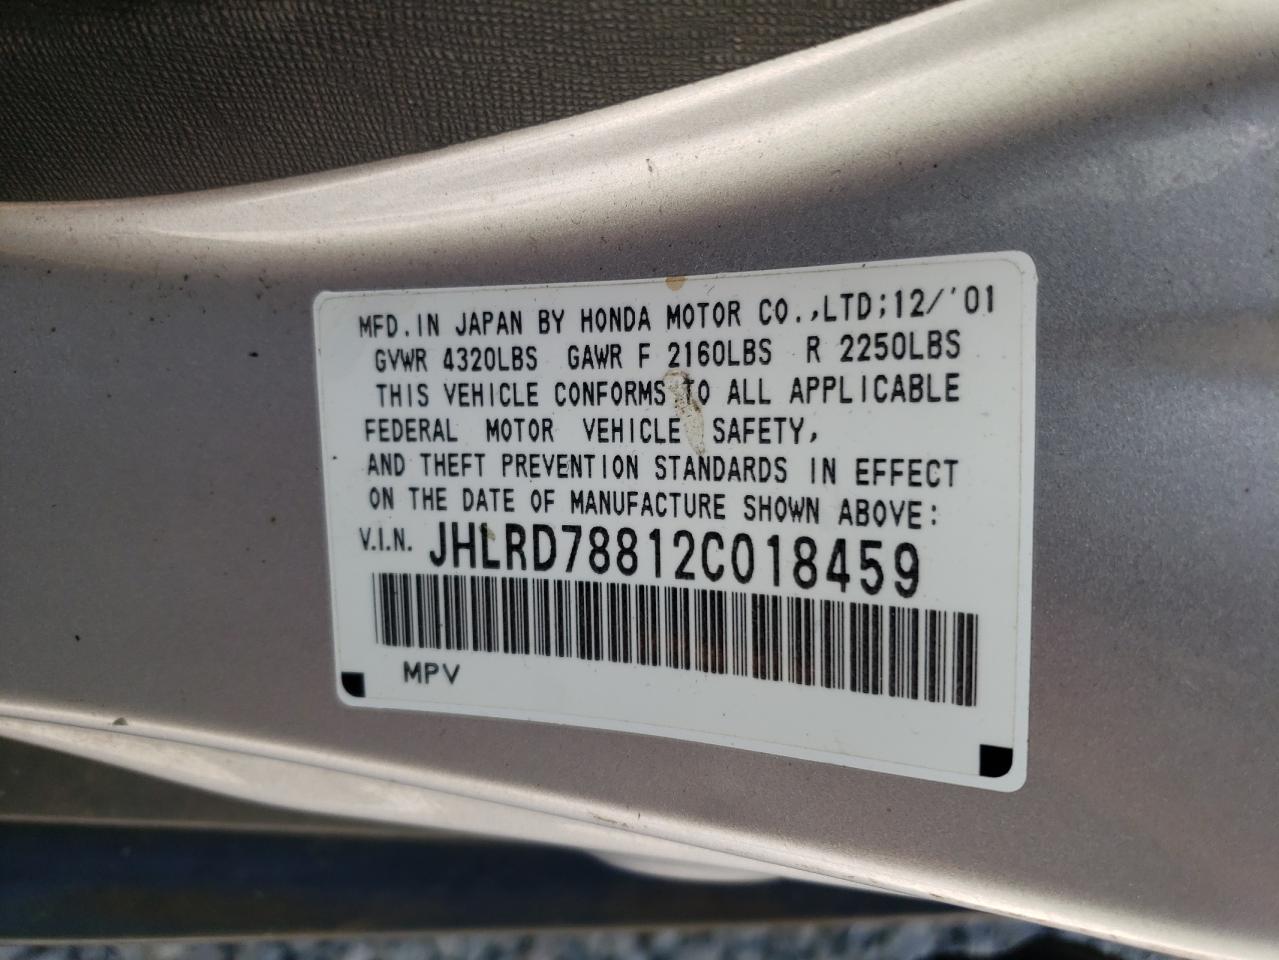 MFD. IN JAPAN BY HONDA MOTOR CO.,LTD;12/'01
GVWR 4320LBS GAWR F 2160LBS R 2250LBS
THIS VEHICLE CONFORMS TO ALL APPLICABLE
FEDERAL MOTOR VEHICLE SAFETY,
AND THEFT PREVENTION STANDARDS IN EFFECT
ON THE DATE OF MANUFACTURE SHOWN ABOVE:
V.I.N. JHLRD78812C018459
MPV